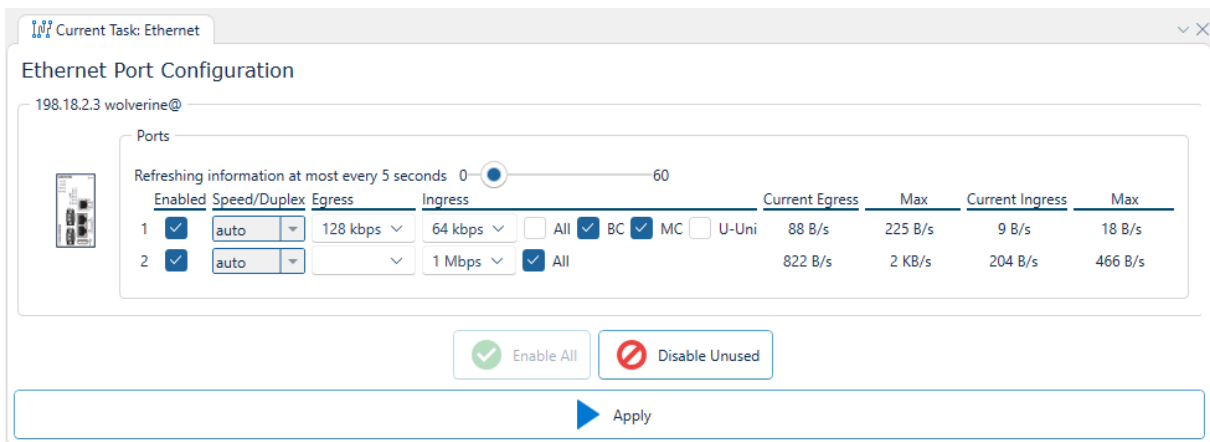 Current Task: Ethernet
Ethernet Port Configuration
198.18.2.3 wolverine@
Ports
Refreshing information at most every 5 seconds 0 60
Enabled Speed/Duplex Egress Ingress Current Egress Max Current Ingress Max
1 auto 128 kbps 64 kbps All BC MC U-Uni 88 B/s 225 B/s 9 B/s 18 B/s
2 auto 1 Mbps All 822 B/s 2 KB/s 204 B/s 466 B/s
Enable All Disable Unused
Apply